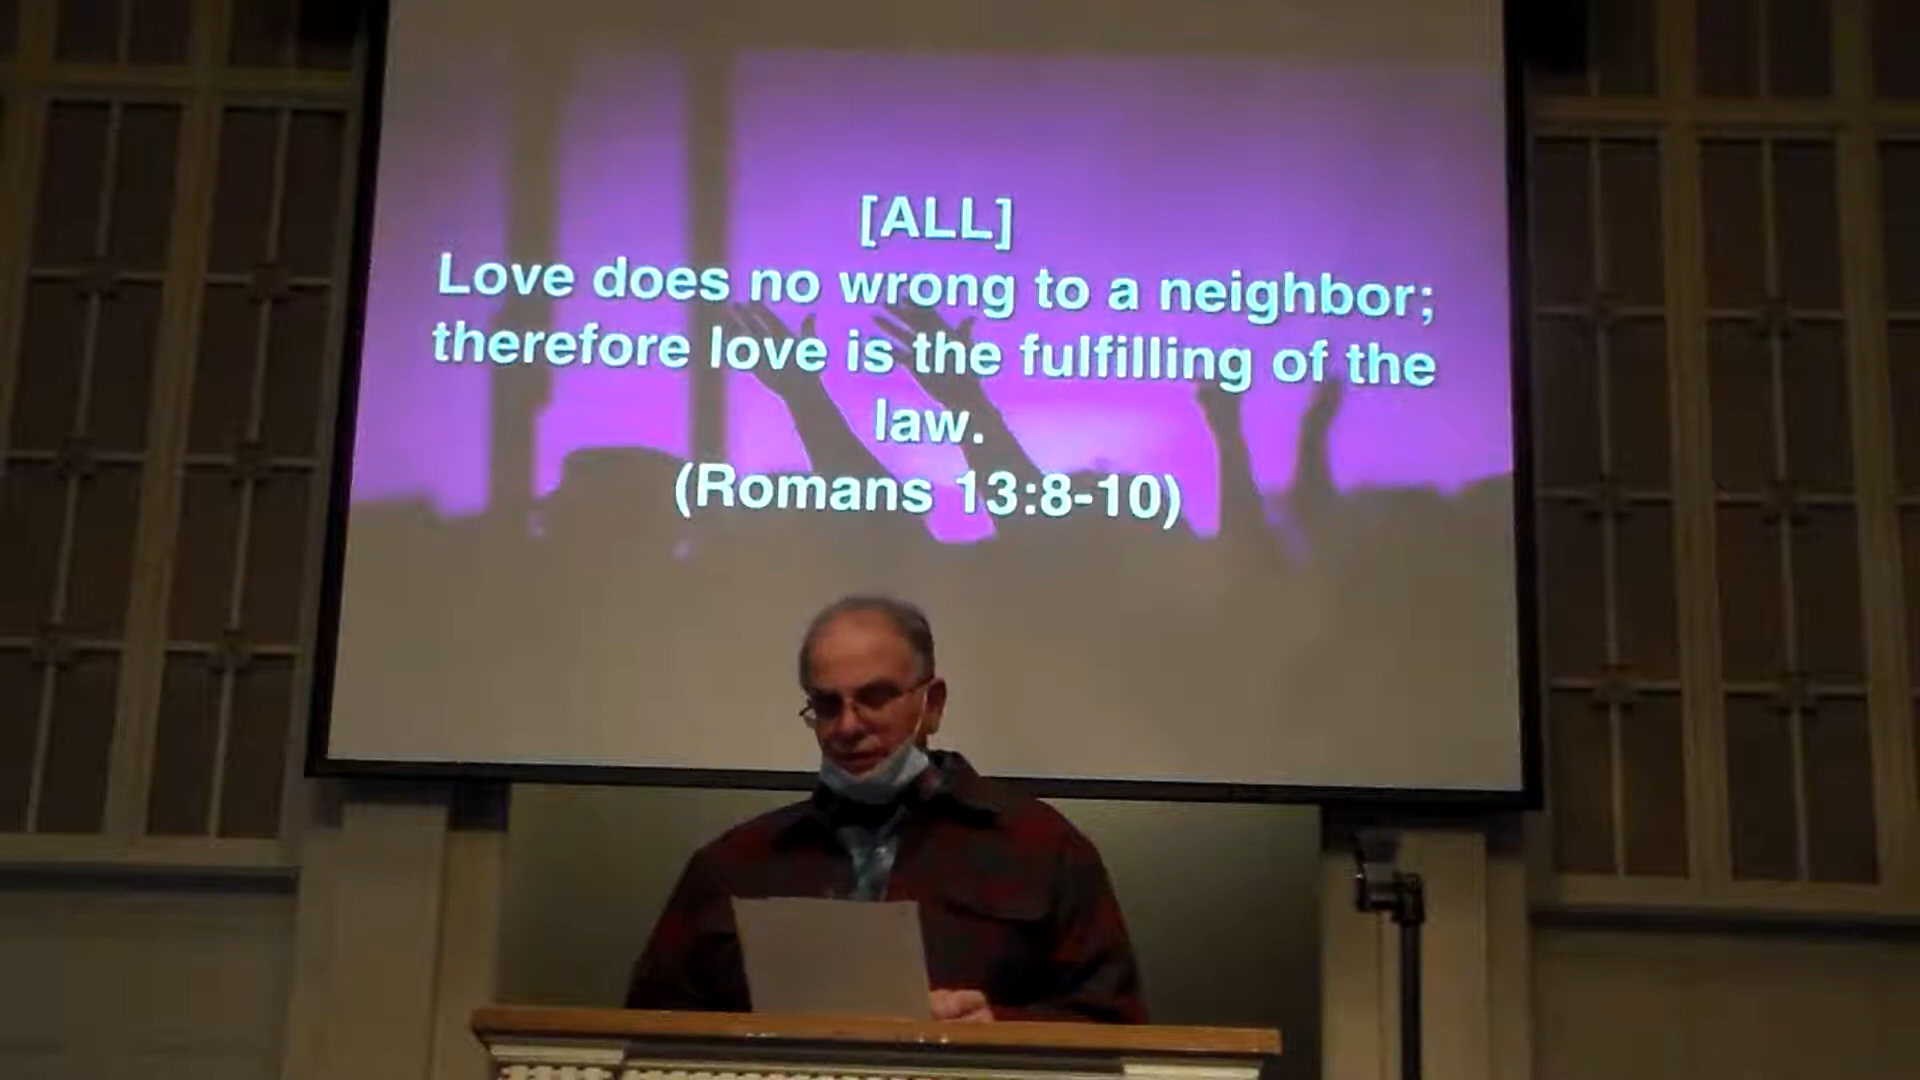 [ALL]
Love does no wrong to a neighbor;
therefore love is the fulfilling of the
law.
(Romans 13:8-10)